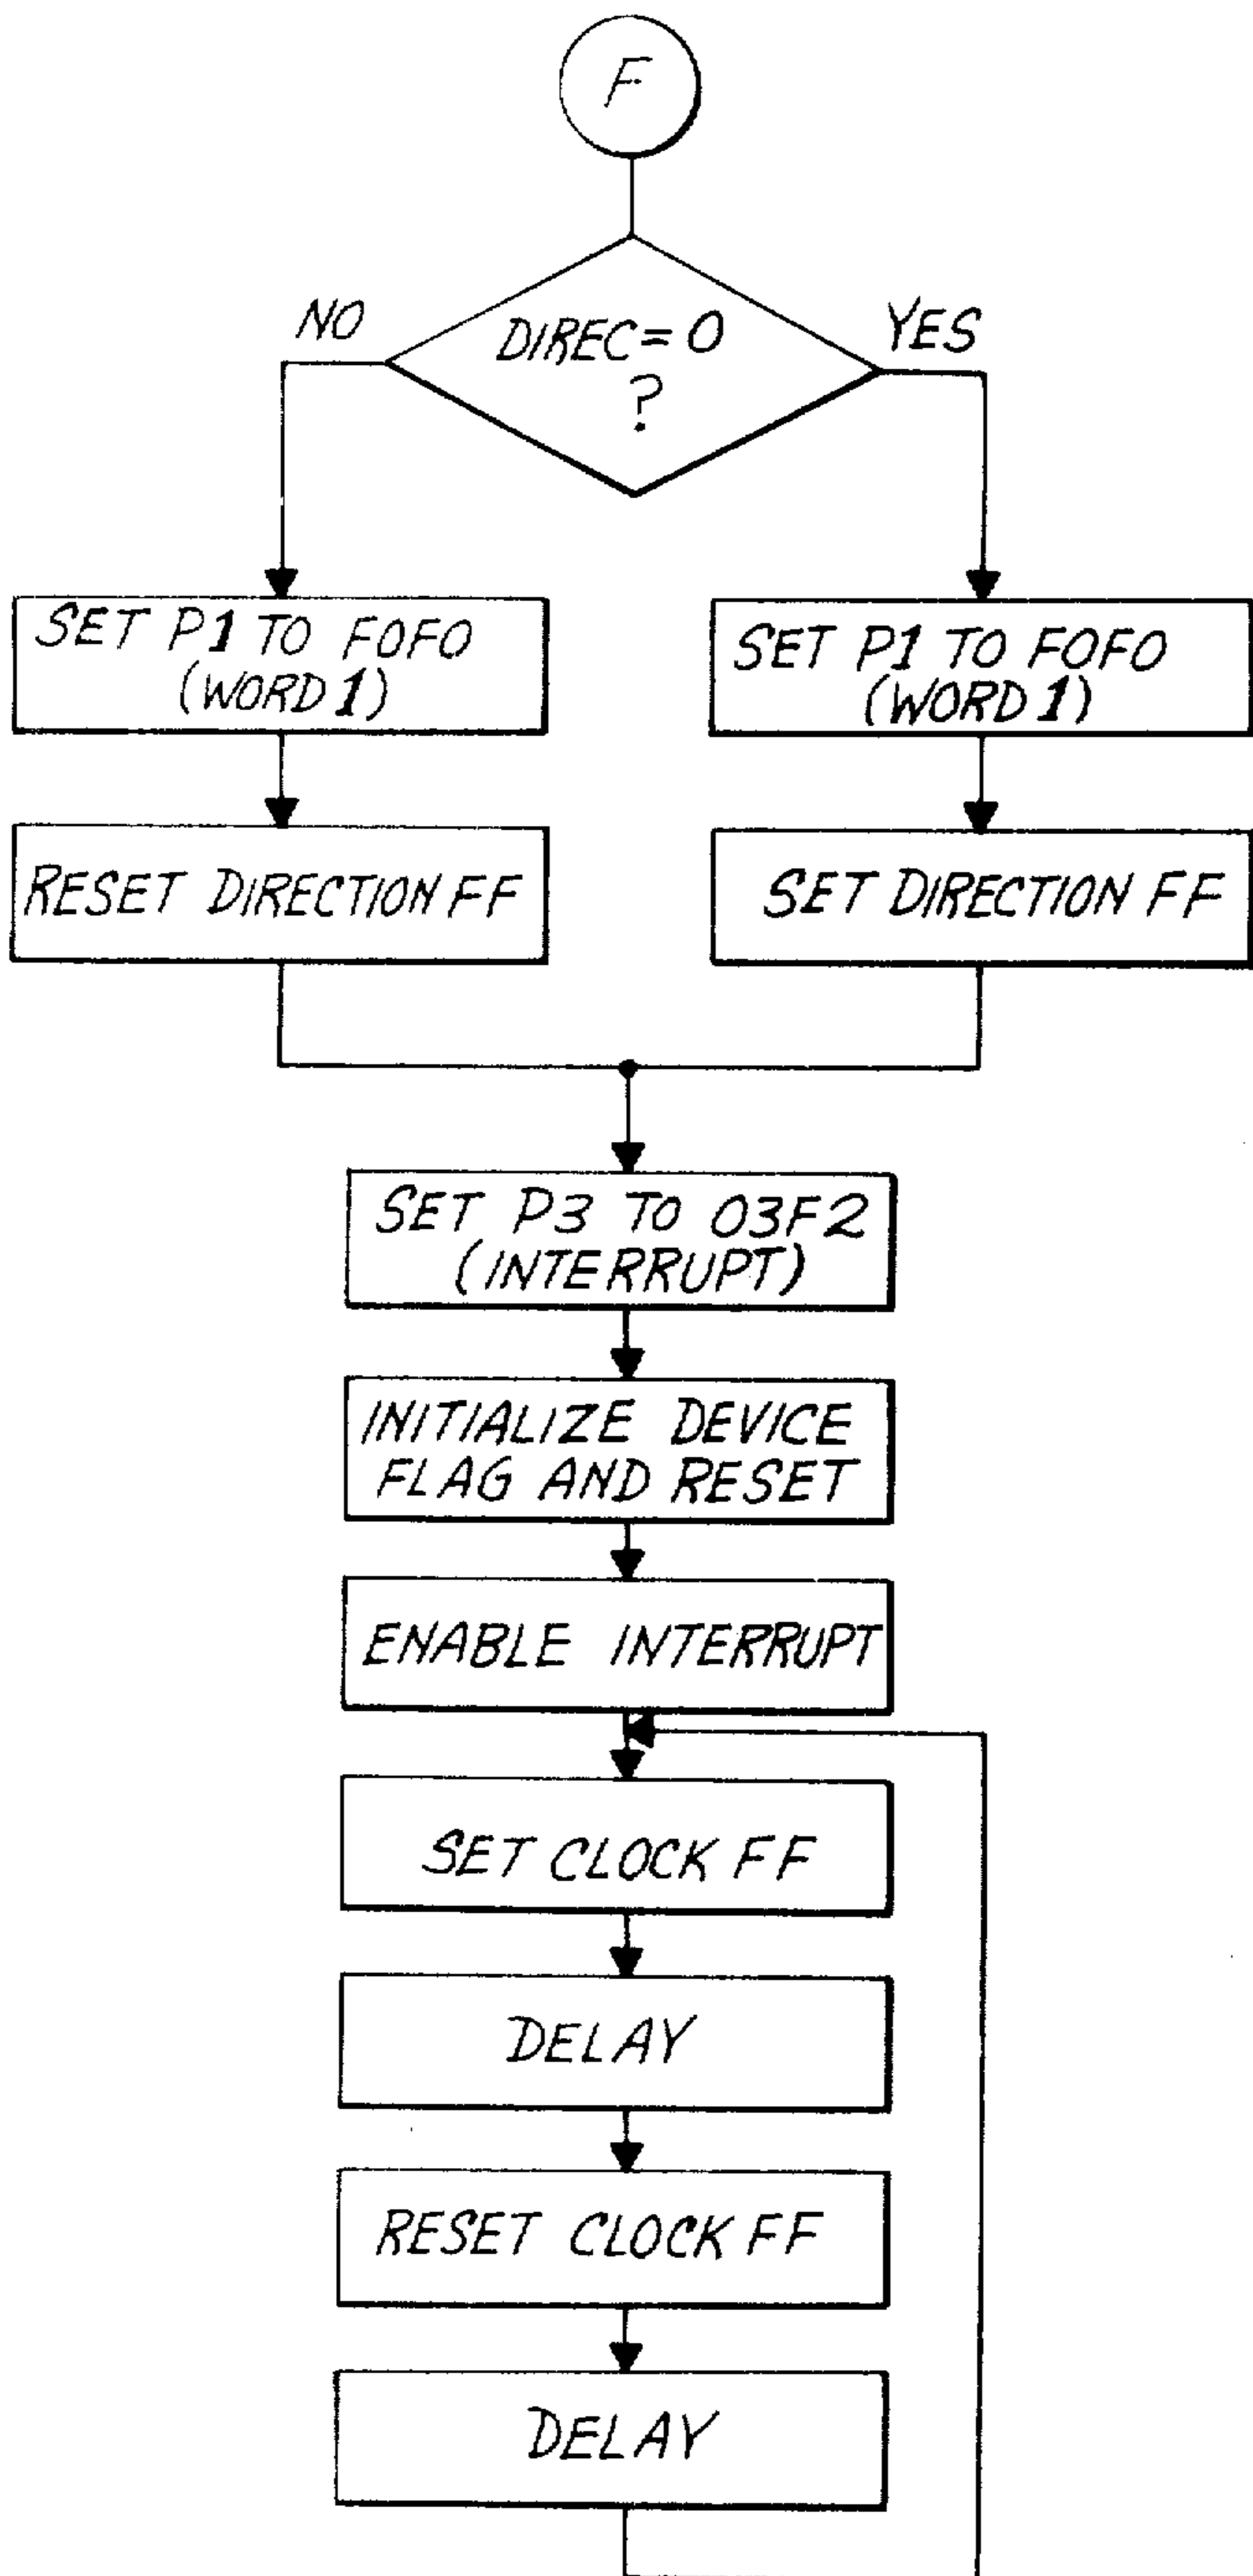 F
DIREC=0
?
NO
YES
SET P1 TO F0F0
(WORD 1)
SET P1 TO F0F0
(WORD 1)
RESET DIRECTION FF
SET DIRECTION FF
SET P3 TO 03F2
(INTERRUPT)
INITIALIZE DEVICE
FLAG AND RESET
ENABLE INTERRUPT
SET CLOCK FF
DELAY
RESET CLOCK FF
DELAY